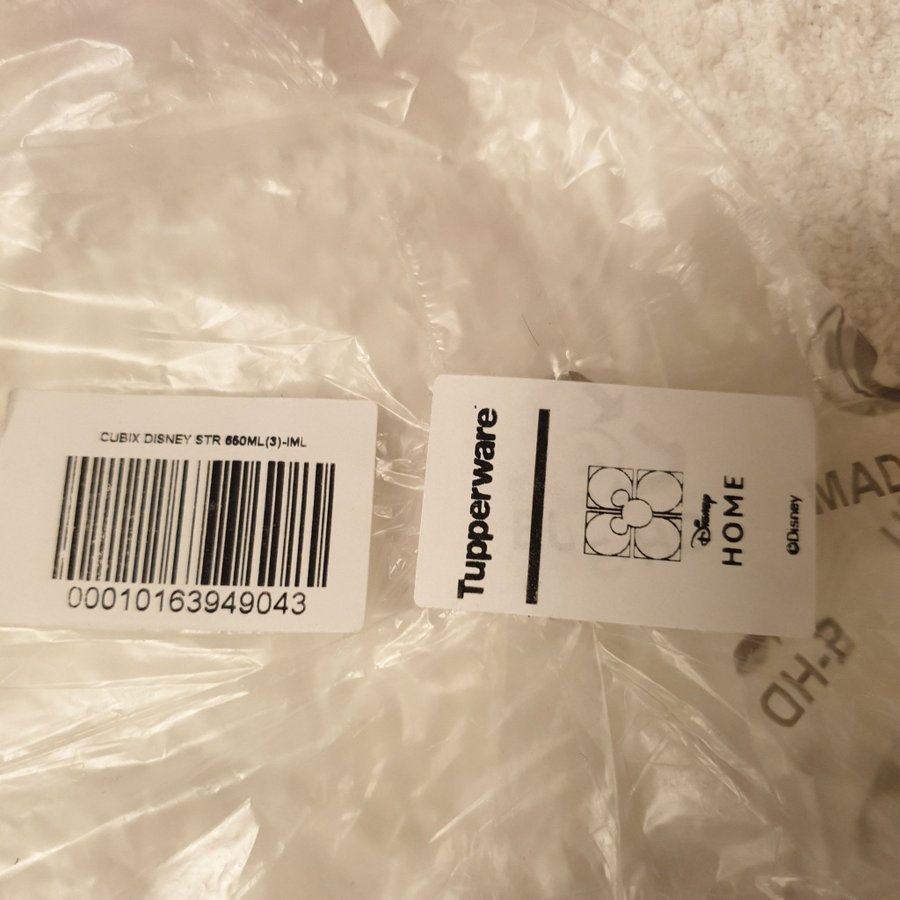 CUBIX DISNEY STR 650ML(3)-IML
00010163949043
Tupperware
Disney
HOME
©Disney
MAD